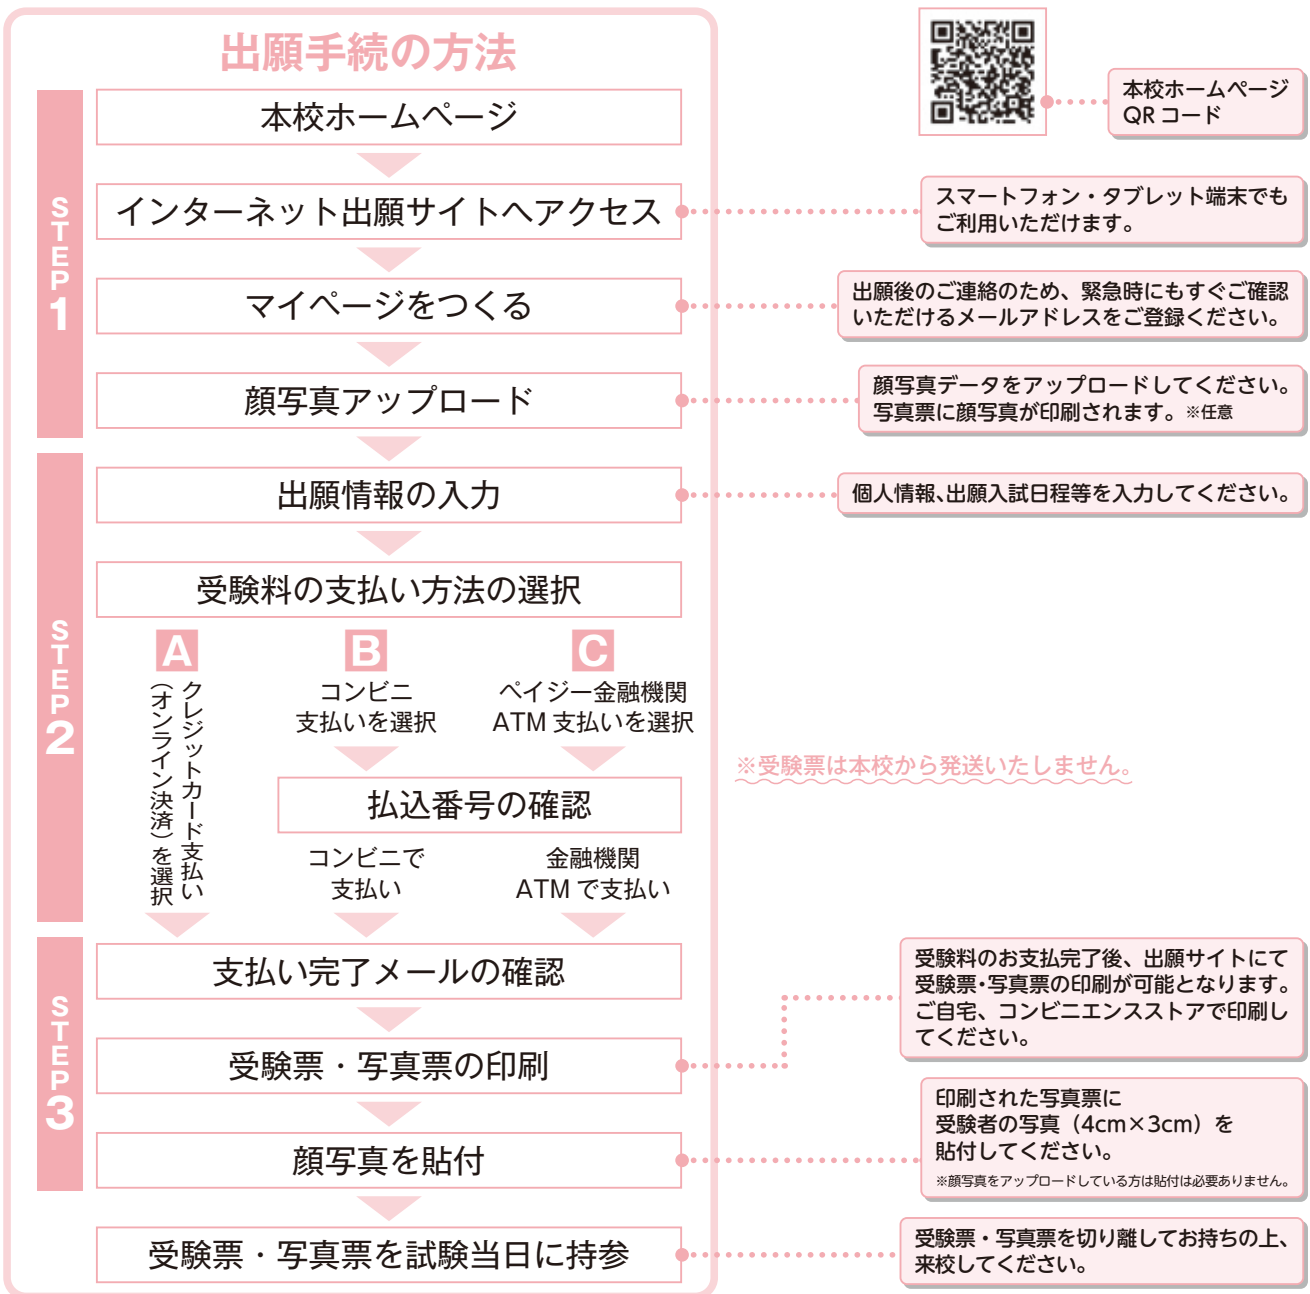 出願手続の方法
本校ホームページ
QRコード
STEP1
本校ホームページ
インターネット出願サイトへアクセス
スマートフォン・タブレット端末でも
ご利用いただけます。
マイページをつくる
出願後のご連絡のため、緊急時にもすぐご確認
いただけるメールアドレスをご登録ください。
顔写真アップロード
顔写真データをアップロードしてください。
写真票に顔写真が印刷されます。※任意
STEP2
出願情報の入力
個人情報、出願入試日程等を入力してください。
受験料の支払い方法の選択
A
クレジットカード支払い
（オンライン決済）を選択
B
コンビニ
支払いを選択
C
ペイジー金融機関
ATM支払いを選択
払込番号の確認
コンビニで
支払い
金融機関
ATMで支払い
※受験票は本校から発送いたしません。
STEP3
支払い完了メールの確認
受験票・写真票の印刷
受験料のお支払完了後、出願サイトにて
受験票・写真票の印刷が可能となります。
ご自宅、コンビニエンスストアで印刷し
てください。
顔写真を貼付
印刷された写真票に
受験者の写真（4cm×3cm）を
貼付してください。
※顔写真をアップロードしている方は貼付は必要ありません。
受験票・写真票を試験当日に持参
受験票・写真票を切り離してお持ちの上、
来校してください。